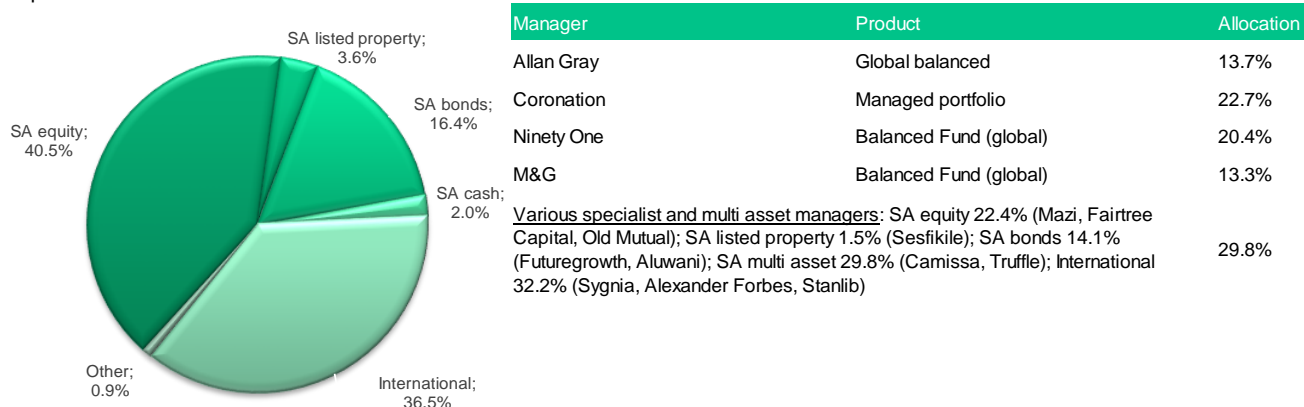 SA listed property;
3.6%
SA bonds;
16.4%
SA equity;
40.5%
SA cash;
2.0%
Other;
0.9%
International;
36.5%
Manager Product Allocation
Allan Gray Global balanced 13.7%
Coronation Managed portfolio 22.7%
Ninety One Balanced Fund (global) 20.4%
M&G Balanced Fund (global) 13.3%
Various specialist and multi asset managers: SA equity 22.4% (Mazi, Fairtree
Capital, Old Mutual); SA listed property 1.5% (Sesfikile); SA bonds 14.1%
(Futuregrowth, Aluwani); SA multi asset 29.8% (Camissa, Truffle); International
32.2% (Sygnia, Alexander Forbes, Stanlib)
29.8%